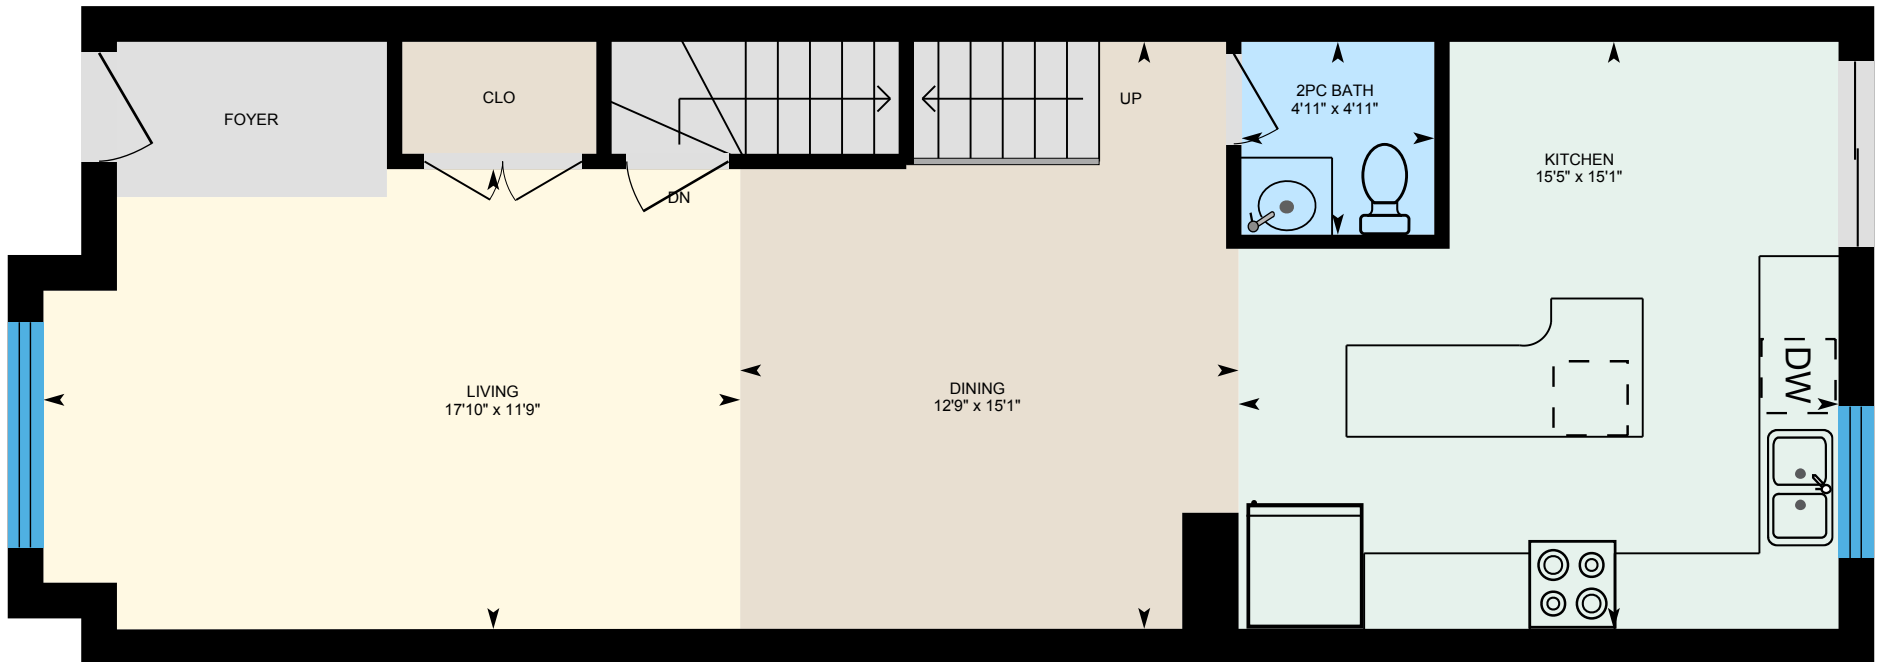 FOYER
CLO
DN
UP
2PC BATH
4'11" x 4'11"
KITCHEN
15'5" x 15'1"
LIVING
17'10" x 11'9"
DINING
12'9" x 15'1"
DW